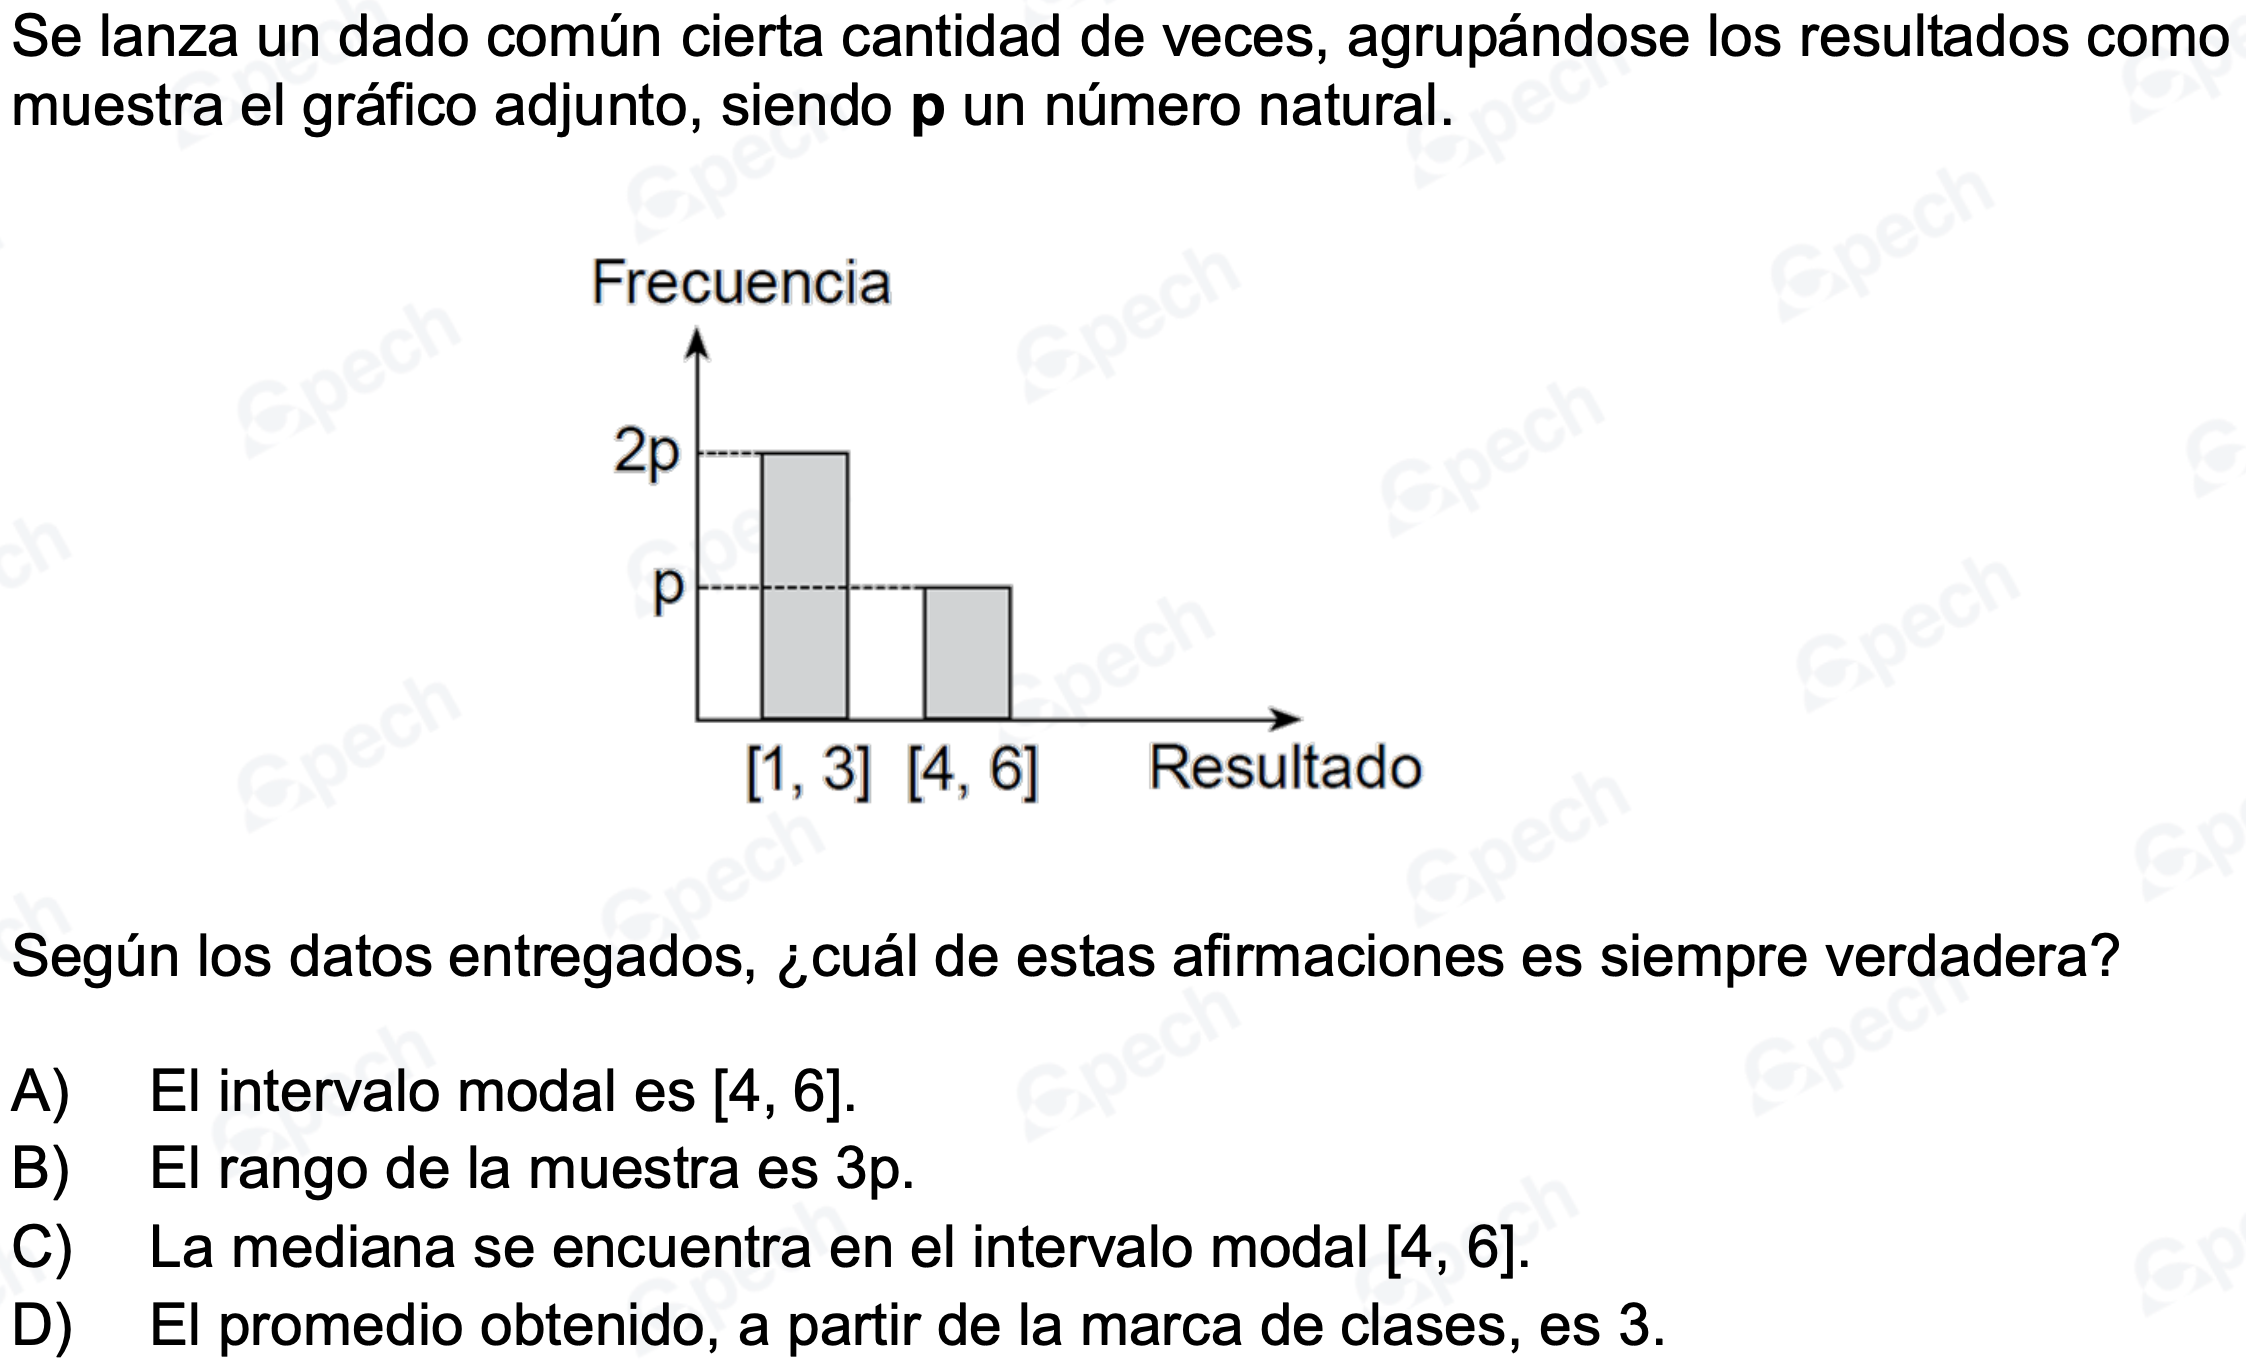 Se lanza un dado común cierta cantidad de veces, agrupándose los resultados como
muestra el gráfico adjunto, siendo p un número natural.
Frecuencia
2p
p
[1, 3] [4, 6] Resultado
Según los datos entregados, ¿cuál de estas afirmaciones es siempre verdadera?
A) El intervalo modal es [4, 6].
B) El rango de la muestra es 3p.
C) La mediana se encuentra en el intervalo modal [4, 6].
D) El promedio obtenido, a partir de la marca de clases, es 3.